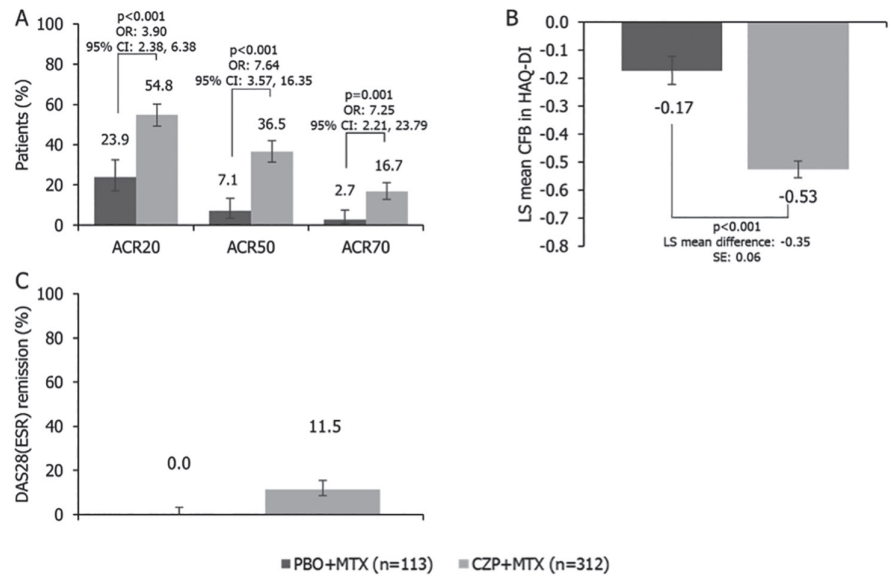 A
100
80
60
40
20
0
Patients (%)
p<0.001
OR: 3.90
95% CI: 2.38, 6.38
p<0.001
OR: 7.64
95% CI: 3.57, 16.35
p=0.001
OR: 7.25
95% CI: 2.21, 23.79
23.9
54.8
7.1
36.5
2.7
16.7
ACR20 ACR50 ACR70
B
0.0
-0.1
-0.2
-0.3
-0.4
-0.5
-0.6
-0.7
-0.8
LS mean CFB in HAQ-DI
-0.17
-0.53
p<0.001
LS mean difference: -0.35
SE: 0.06
C
100
80
60
40
20
0
DAS28(ESR) remission (%)
0.0
11.5
PBO+MTX (n=113) CZP+MTX (n=312)